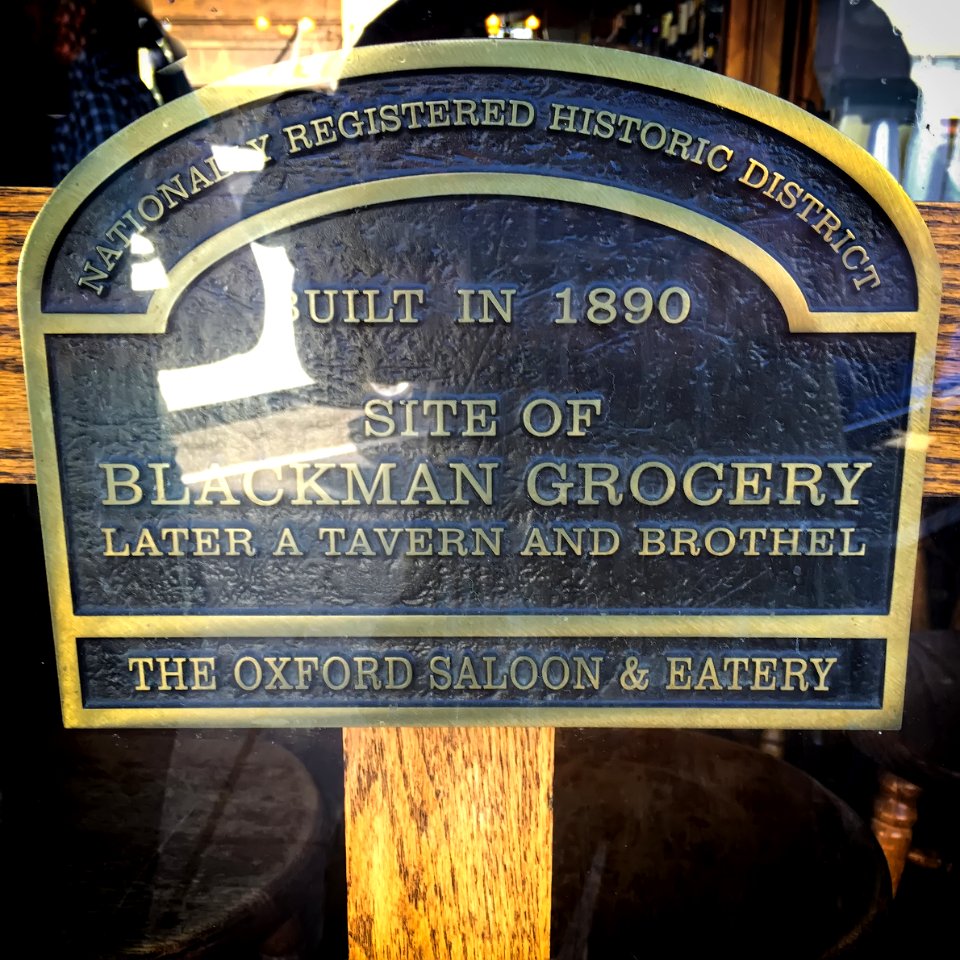 NATIONALLY REGISTERED HISTORIC DISTRICT
BUILT IN 1890
SITE OF
BLACKMAN GROCERY
LATER A TAVERN AND BROTHEL
THE OXFORD SALOON & EATERY